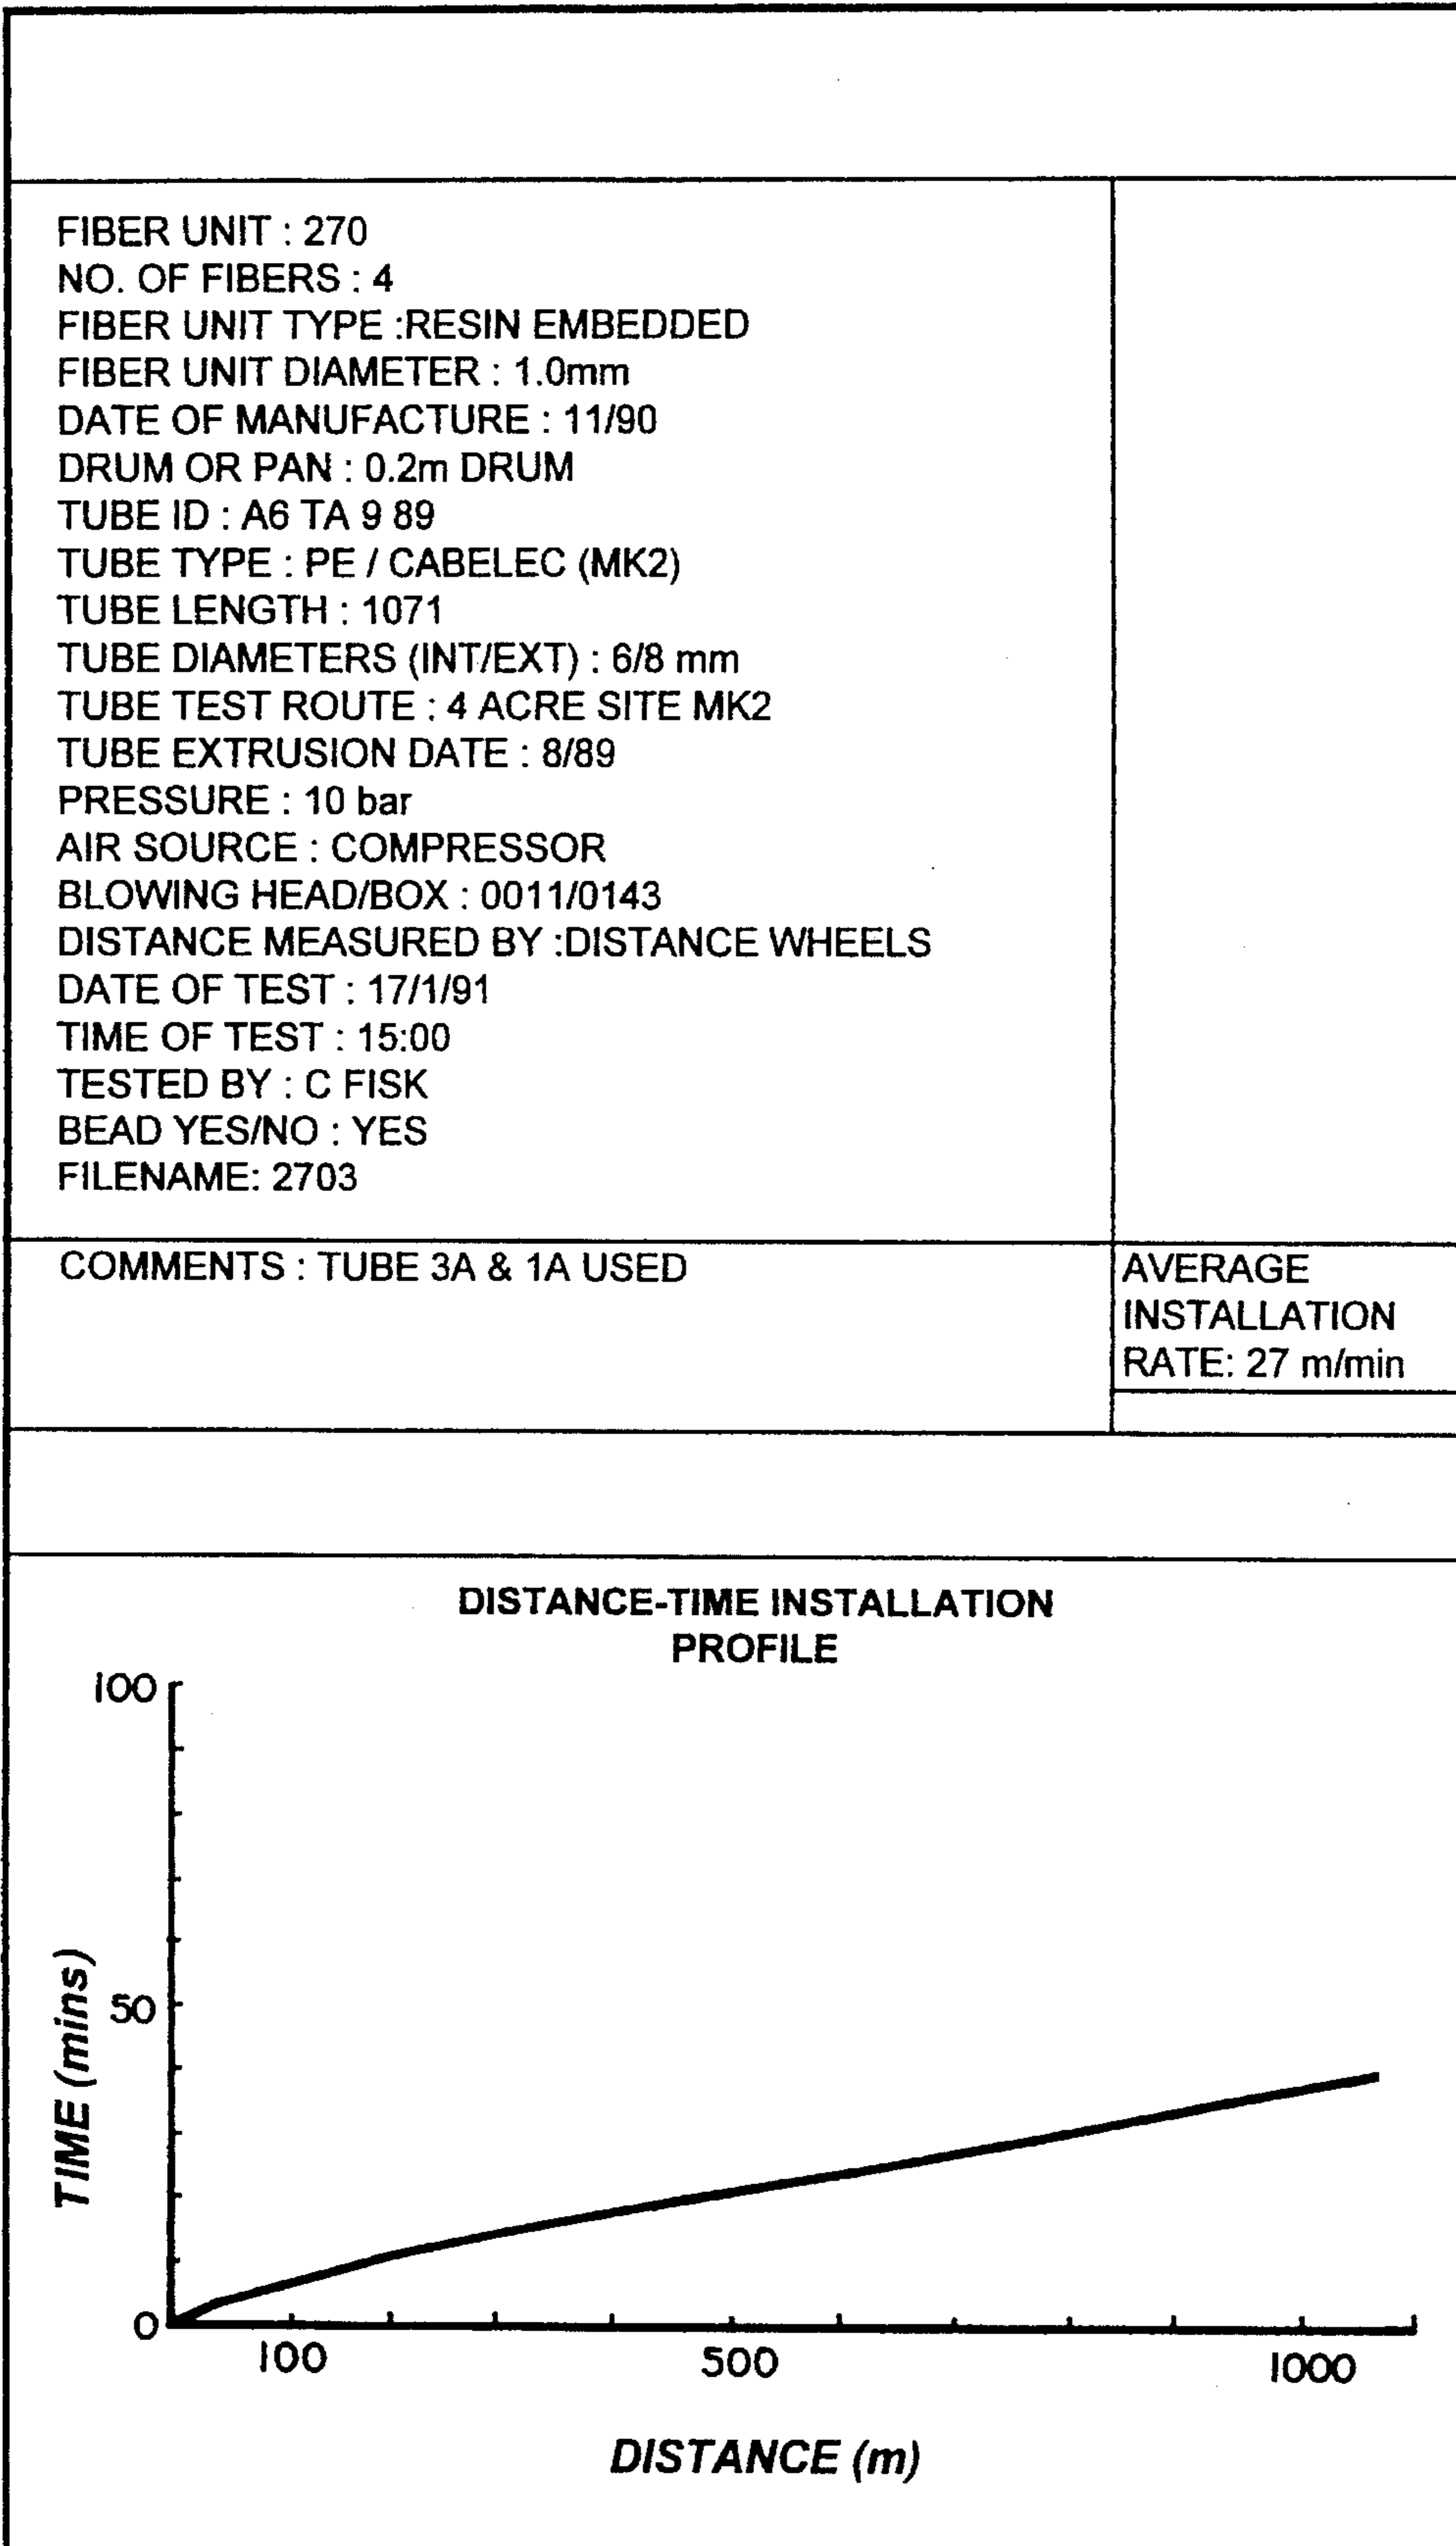 FIBER UNIT : 270
NO. OF FIBERS : 4
FIBER UNIT TYPE :RESIN EMBEDDED
FIBER UNIT DIAMETER : 1.0mm
DATE OF MANUFACTURE : 11/90
DRUM OR PAN : 0.2m DRUM
TUBE ID : A6 TA 9 89
TUBE TYPE : PE / CABELEC (MK2)
TUBE LENGTH : 1071
TUBE DIAMETERS (INT/EXT) : 6/8 mm
TUBE TEST ROUTE : 4 ACRE SITE MK2
TUBE EXTRUSION DATE : 8/89
PRESSURE : 10 bar
AIR SOURCE : COMPRESSOR
BLOWING HEAD/BOX : 0011/0143
DISTANCE MEASURED BY :DISTANCE WHEELS
DATE OF TEST : 17/1/91
TIME OF TEST : 15:00
TESTED BY : C FISK
BEAD YES/NO : YES
FILENAME: 2703
COMMENTS : TUBE 3A & 1A USED
AVERAGE
INSTALLATION
RATE: 27 m/min
DISTANCE-TIME INSTALLATION
PROFILE
100
50
0
TIME (mins)
100
500
1000
DISTANCE (m)